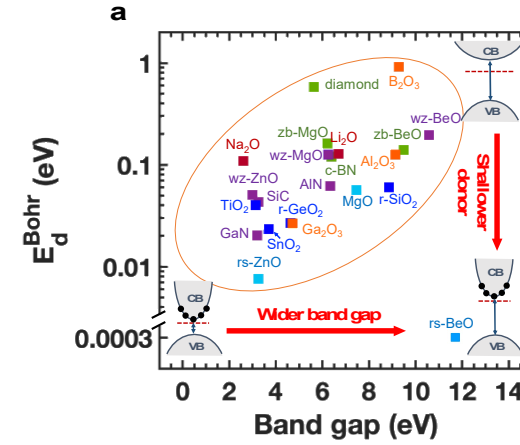 a
CB
VB
1
0.1
0.01
0.0003
E_d^Bohr (eV)
B₂O₃
diamond
wz-BeO
zb-MgO
Li₂O
zb-BeO
Na₂O
wz-MgO
Al₂O₃
c-BN
wz-ZnO
AlN
SiC
MgO
r-SiO₂
TiO₂
r-GeO₂
GaN
Ga₂O₃
SnO₂
rs-ZnO
Shallower
donor
CB
VB
CB
VB
Wider band gap
rs-BeO
0 2 4 6 8 10 12 14
Band gap (eV)